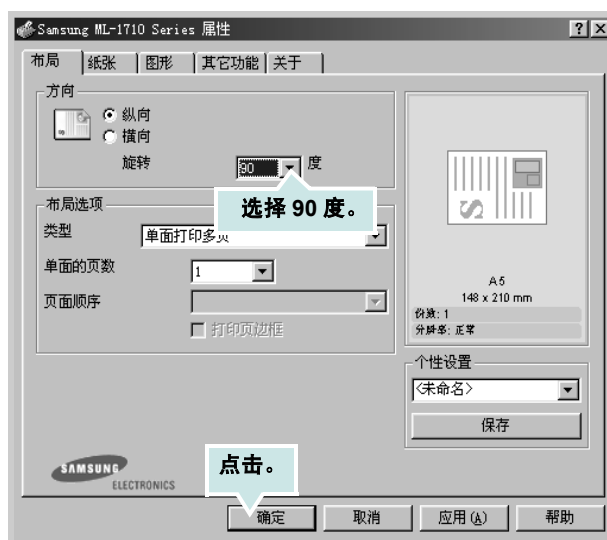 Samsung ML-1710 Series 属性
布局
纸张
图形
其它功能
关于
方向
纵向
横向
旋转
90
度
选择 90 度。
布局选项
类型
单面打印多页
单面的页数
1
页面顺序
打印页边框
A5
148 x 210 mm
份数: 1
分辨率: 正常
个性设置
<未命名>
保存
SAMSUNG
ELECTRONICS
点击。
确定
取消
应用(A)
帮助